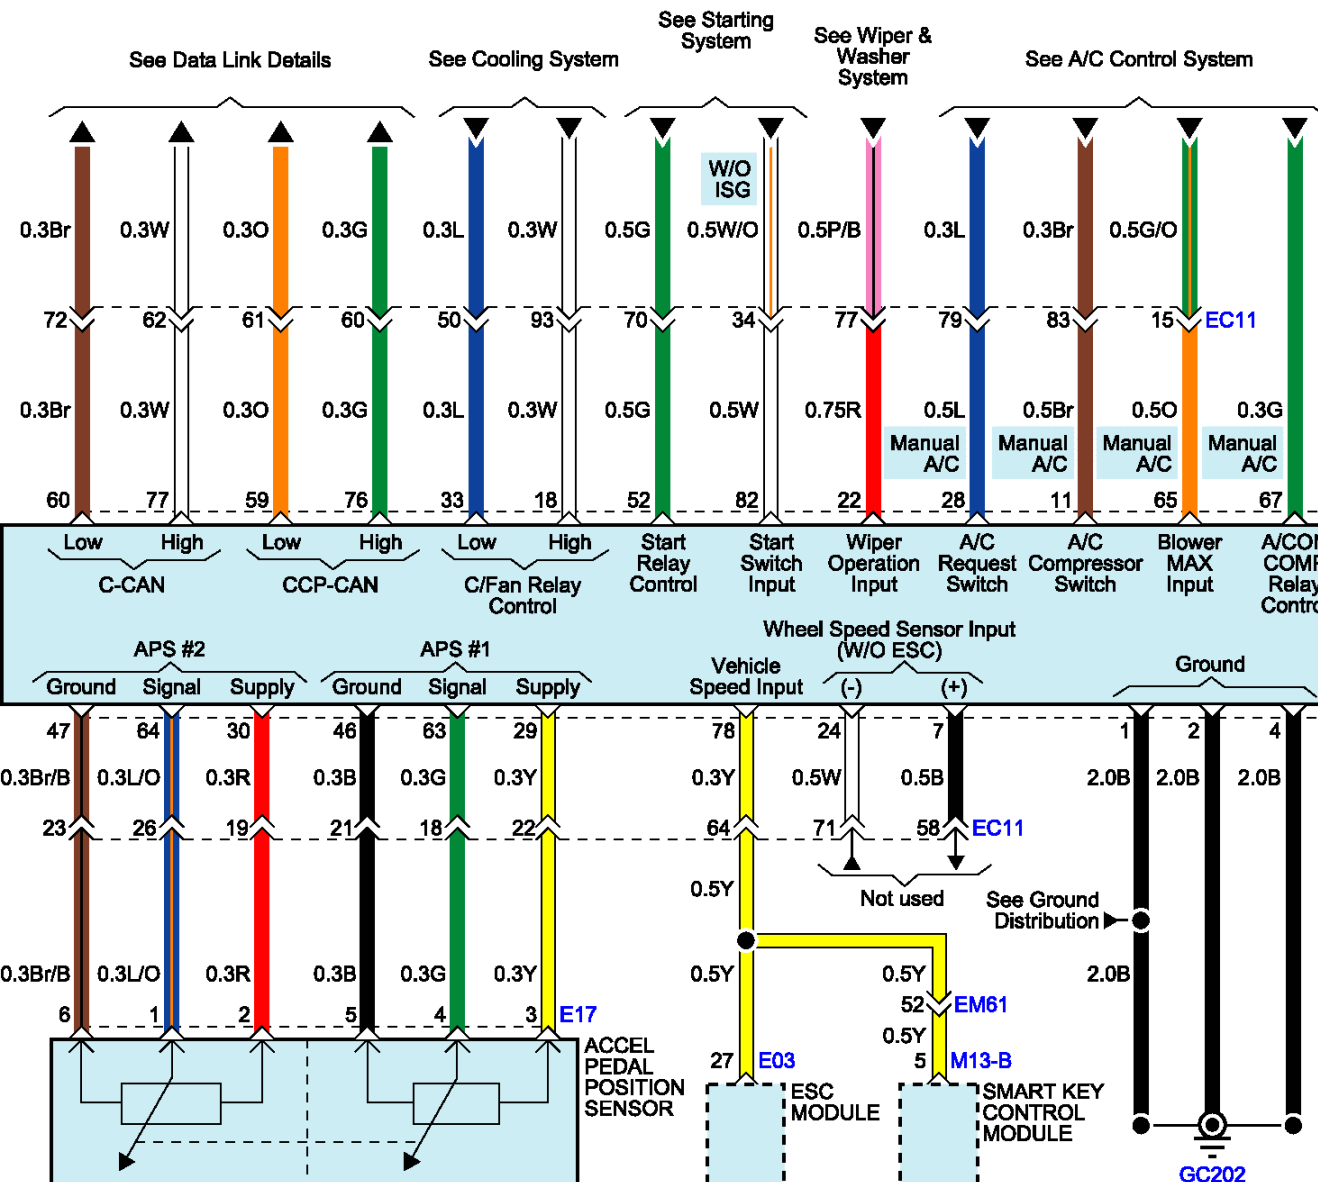 See Data Link Details
See Cooling System
See Starting
System
See Wiper &
Washer
System
See A/C Control System
W/O
ISG
0.3Br 0.3W 0.3O 0.3G 0.3L 0.3W 0.5G 0.5W/O 0.5P/B 0.3L 0.3Br 0.5G/O
72 62 61 60 50 93 70 34 77 79 83 15 EC11
0.3Br 0.3W 0.3O 0.3G 0.3L 0.3W 0.5G 0.5W 0.75R 0.5L 0.5Br 0.5O 0.3G
Manual
A/C
Manual
A/C
Manual
A/C
Manual
A/C
60 77 59 76 33 18 52 82 22 28 11 65 67
Low High
C-CAN
Low High
CCP-CAN
Low High
C/Fan Relay
Control
Start
Relay
Control
Start
Switch
Input
Wiper
Operation
Input
A/C
Request
Switch
A/C
Compressor
Switch
Blower
MAX
Input
A/CON
COMP
Relay
Contro
APS #2
Ground Signal Supply
APS #1
Ground Signal Supply
Vehicle
Speed Input
Wheel Speed Sensor Input
(W/O ESC)
(-) (+)
Ground
47 64 30 46 63 29 78 24 7 1 2 4
0.3Br/B 0.3L/O 0.3R 0.3B 0.3G 0.3Y 0.3Y 0.5W 0.5B 2.0B 2.0B 2.0B
23 26 19 21 18 22 64 71 58 EC11
Not used
0.5Y
See Ground
Distribution
0.3Br/B 0.3L/O 0.3R 0.3B 0.3G 0.3Y 0.5Y 0.5Y 2.0B
6 1 2 5 4 3 E17
52 EM61
0.5Y
27 E03
5 M13-B
ACCEL
PEDAL
POSITION
SENSOR
ESC
MODULE
SMART KEY
CONTROL
MODULE
GC202